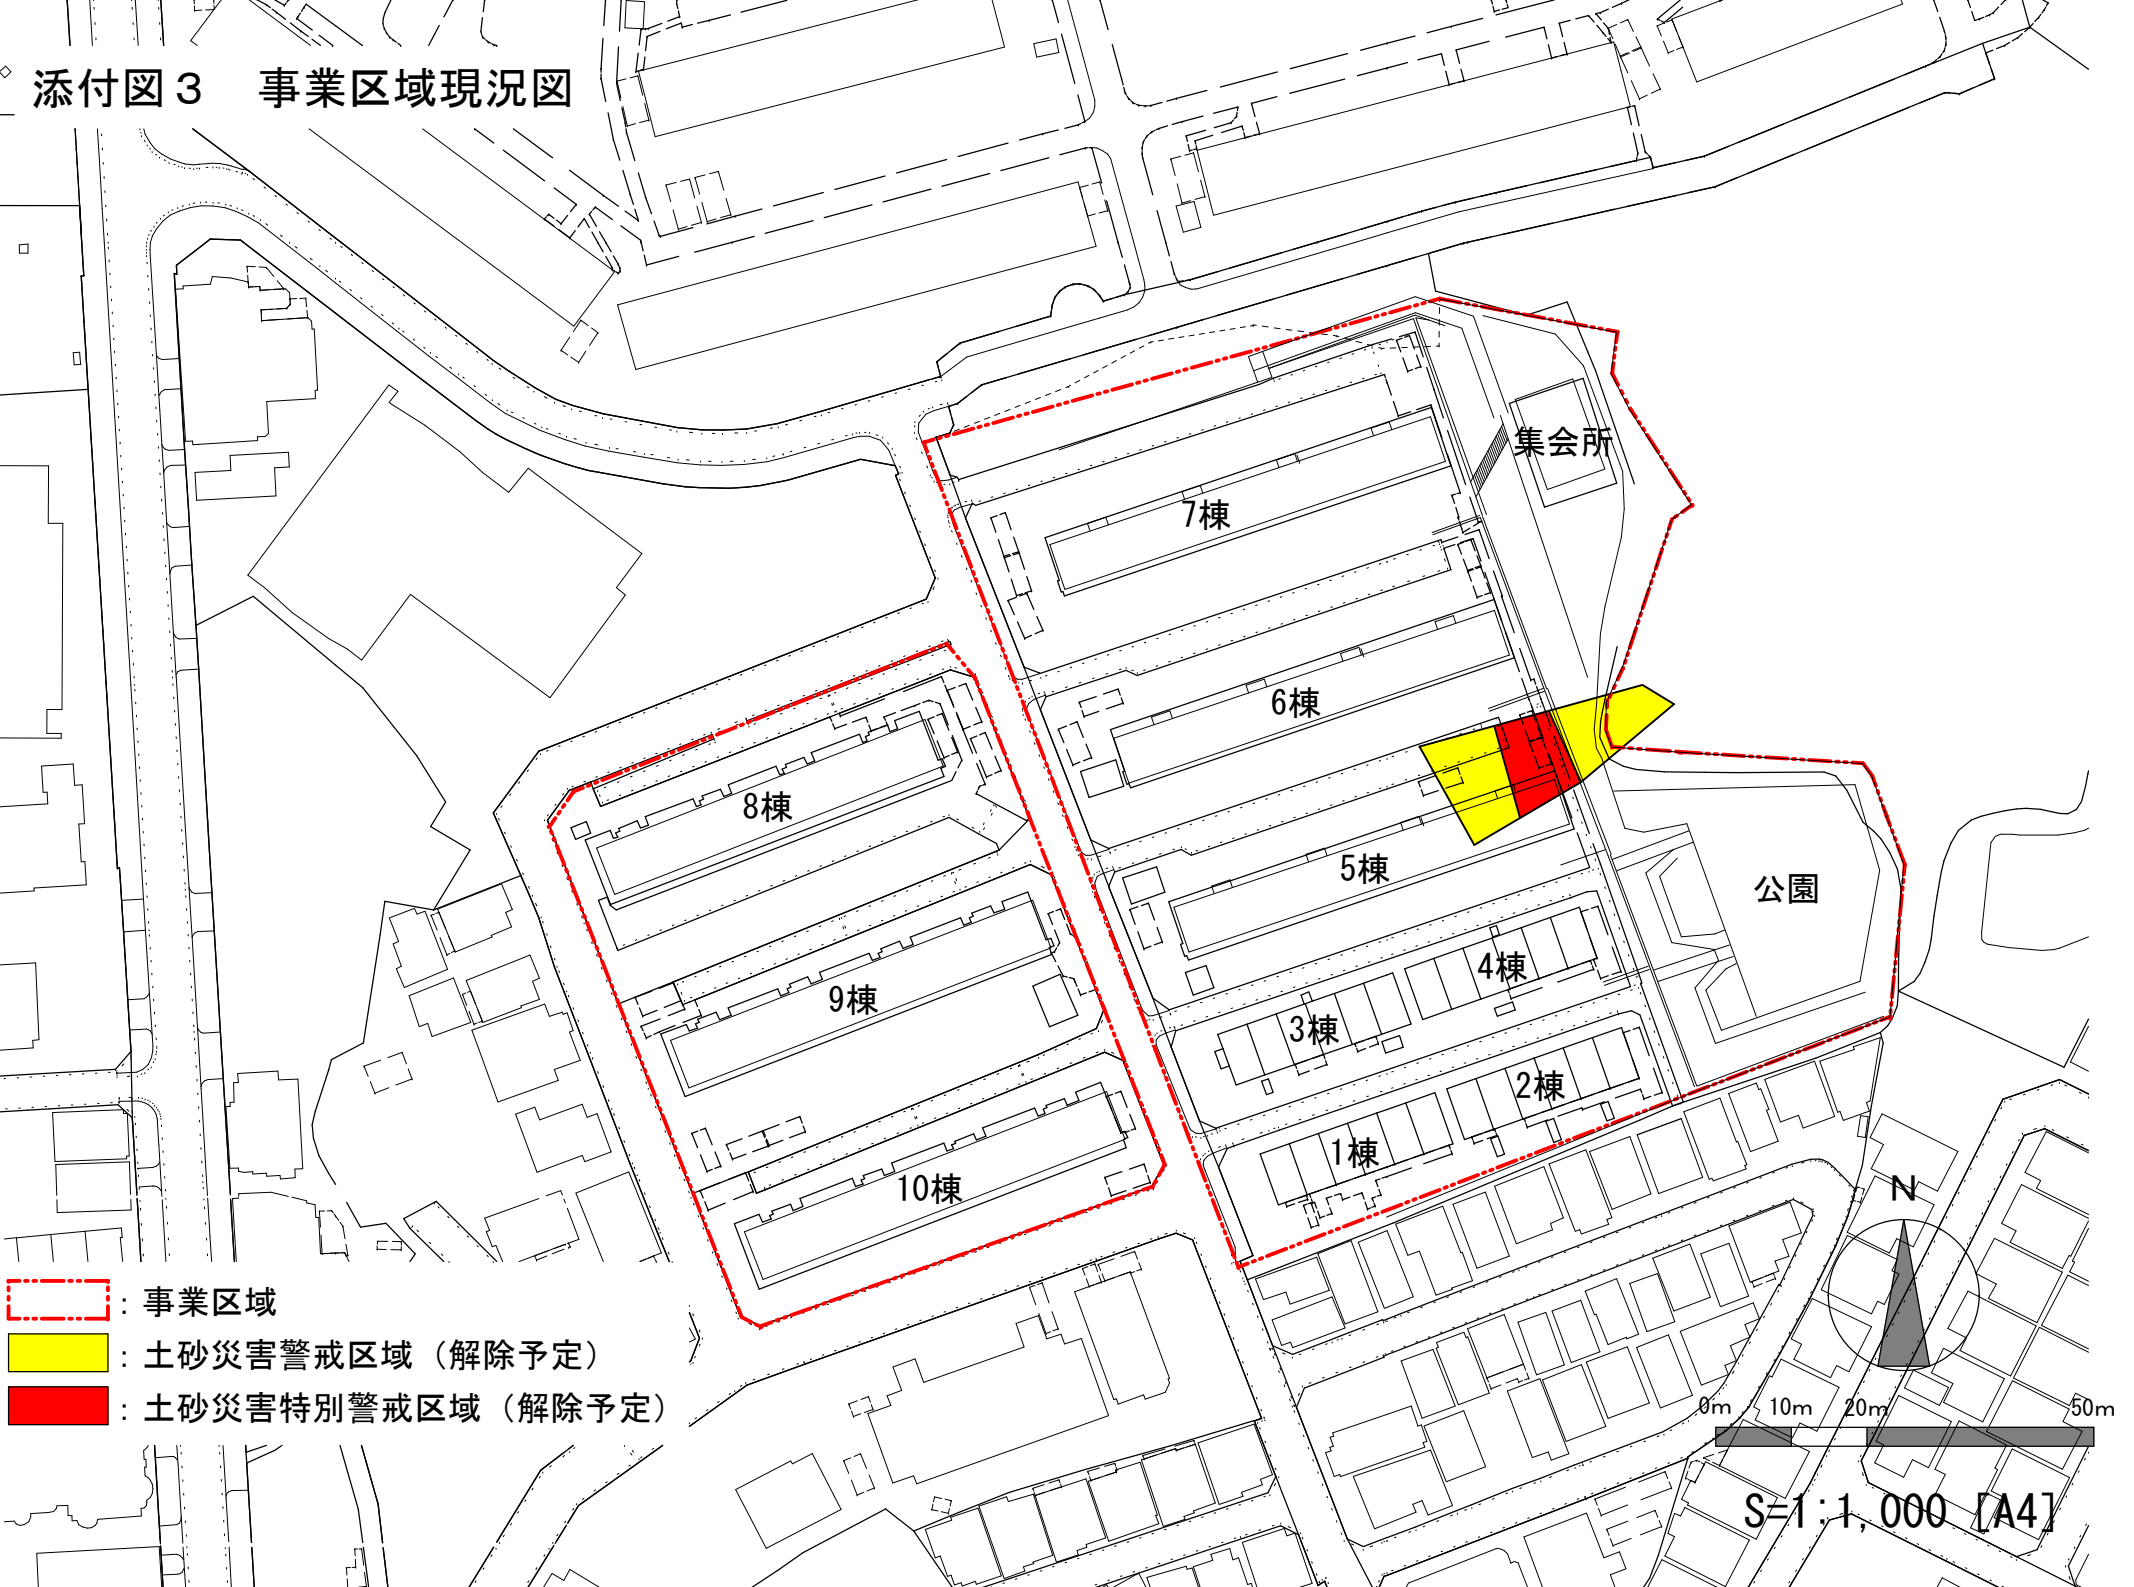 添付図３　事業区域現況図
集会所
7棟
6棟
8棟
5棟
公園
4棟
9棟
3棟
2棟
1棟
10棟
N
：事業区域
：土砂災害警戒区域（解除予定）
：土砂災害特別警戒区域（解除予定）
0m 10m 20m 50m
S=1:1,000 [A4]